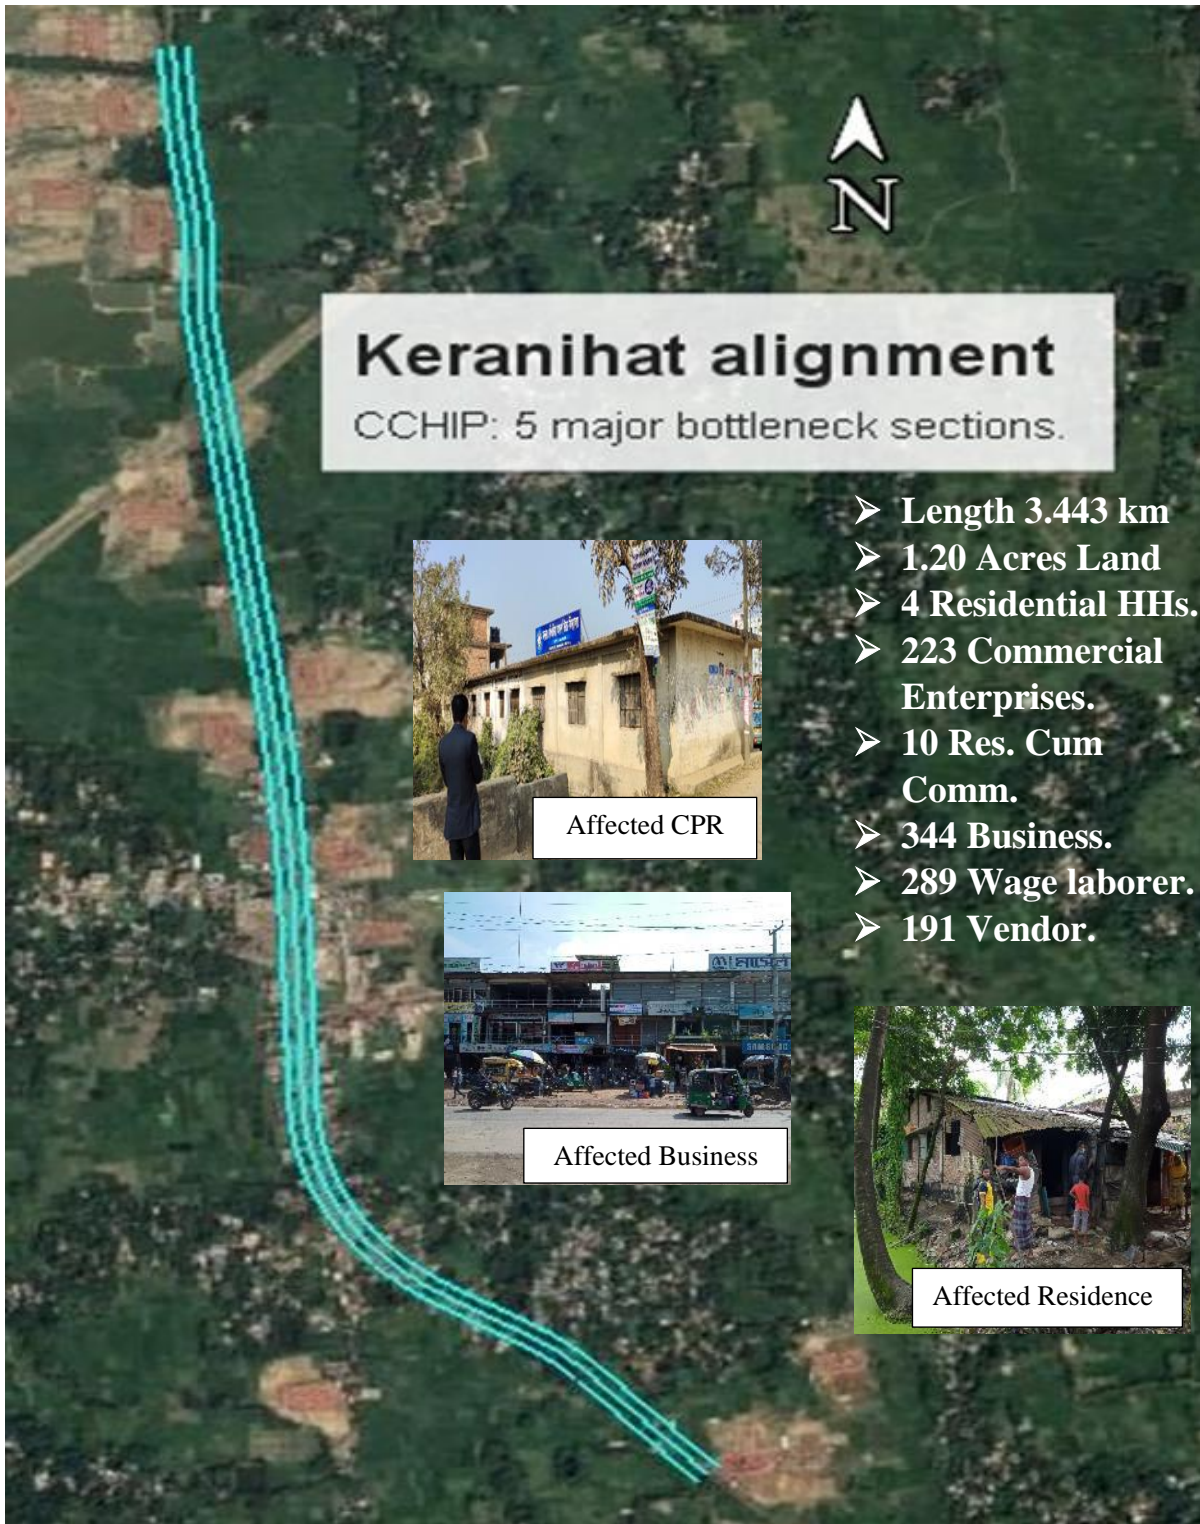 N
Keranihat alignment
CCHIP: 5 major bottleneck sections.
➢ Length 3.443 km
➢ 1.20 Acres Land
➢ 4 Residential HHs.
➢ 223 Commercial
Enterprises.
➢ 10 Res. Cum
Comm.
➢ 344 Business.
➢ 289 Wage laborer.
➢ 191 Vendor.
Affected CPR
SAMSUNG
Affected Business
Affected Residence